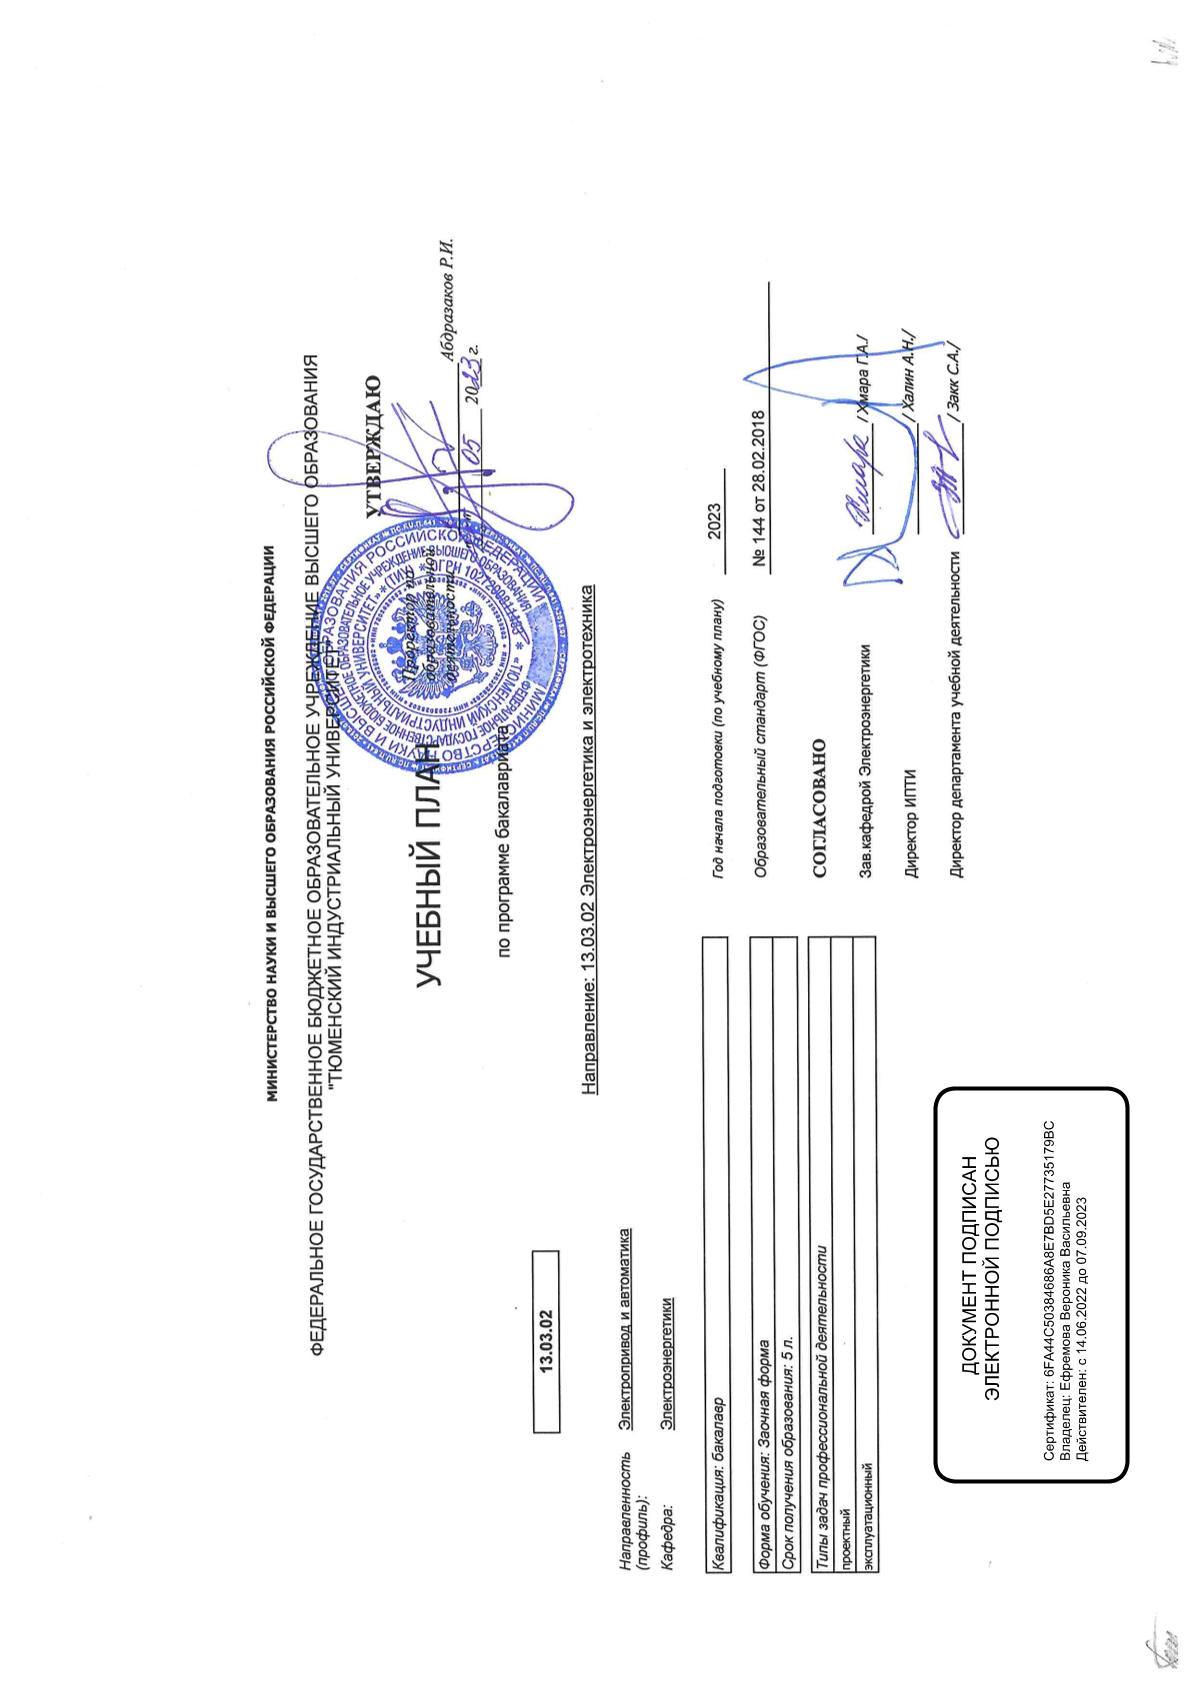 МИНИСТЕРСТВО НАУКИ И ВЫСШЕГО ОБРАЗОВАНИЯ РОССИЙСКОЙ ФЕДЕРАЦИИ
ФЕДЕРАЛЬНОЕ ГОСУДАРСТВЕННОЕ БЮДЖЕТНОЕ ОБРАЗОВАТЕЛЬНОЕ УЧРЕЖДЕНИЕ ВЫСШЕГО ОБРАЗОВАНИЯ
"ТЮМЕНСКИЙ ИНДУСТРИАЛЬНЫЙ УНИВЕРСИТЕТ"
УТВЕРЖДАЮ
Проректор по
образовательной
деятельности
Абдразаков Р.И.
05 2023 г.
УЧЕБНЫЙ ПЛАН
по программе бакалавриата
13.03.02
Направление: 13.03.02 Электроэнергетика и электротехника
Направленность (профиль): Электропривод и автоматика
Кафедра: Электроэнергетики
Квалификация: бакалавр
Форма обучения: Заочная форма
Срок получения образования: 5 л.
Типы задач профессиональной деятельности
проектный
эксплуатационный
Год начала подготовки (по учебному плану) 2023
Образовательный стандарт (ФГОС) № 144 от 28.02.2018
СОГЛАСОВАНО
Зав.кафедрой Электроэнергетики Хмара /Хмара Г.А./
Директор ИПТИ / Халин А.Н./
Директор департамента учебной деятельности / Закк С.А./
ДОКУМЕНТ ПОДПИСАН
ЭЛЕКТРОННОЙ ПОДПИСЬЮ
Сертификат: 6FA44C50384686A8E7BD5E27735179BC
Владелец: Ефремова Вероника Васильевна
Действителен: с 14.06.2022 до 07.09.2023